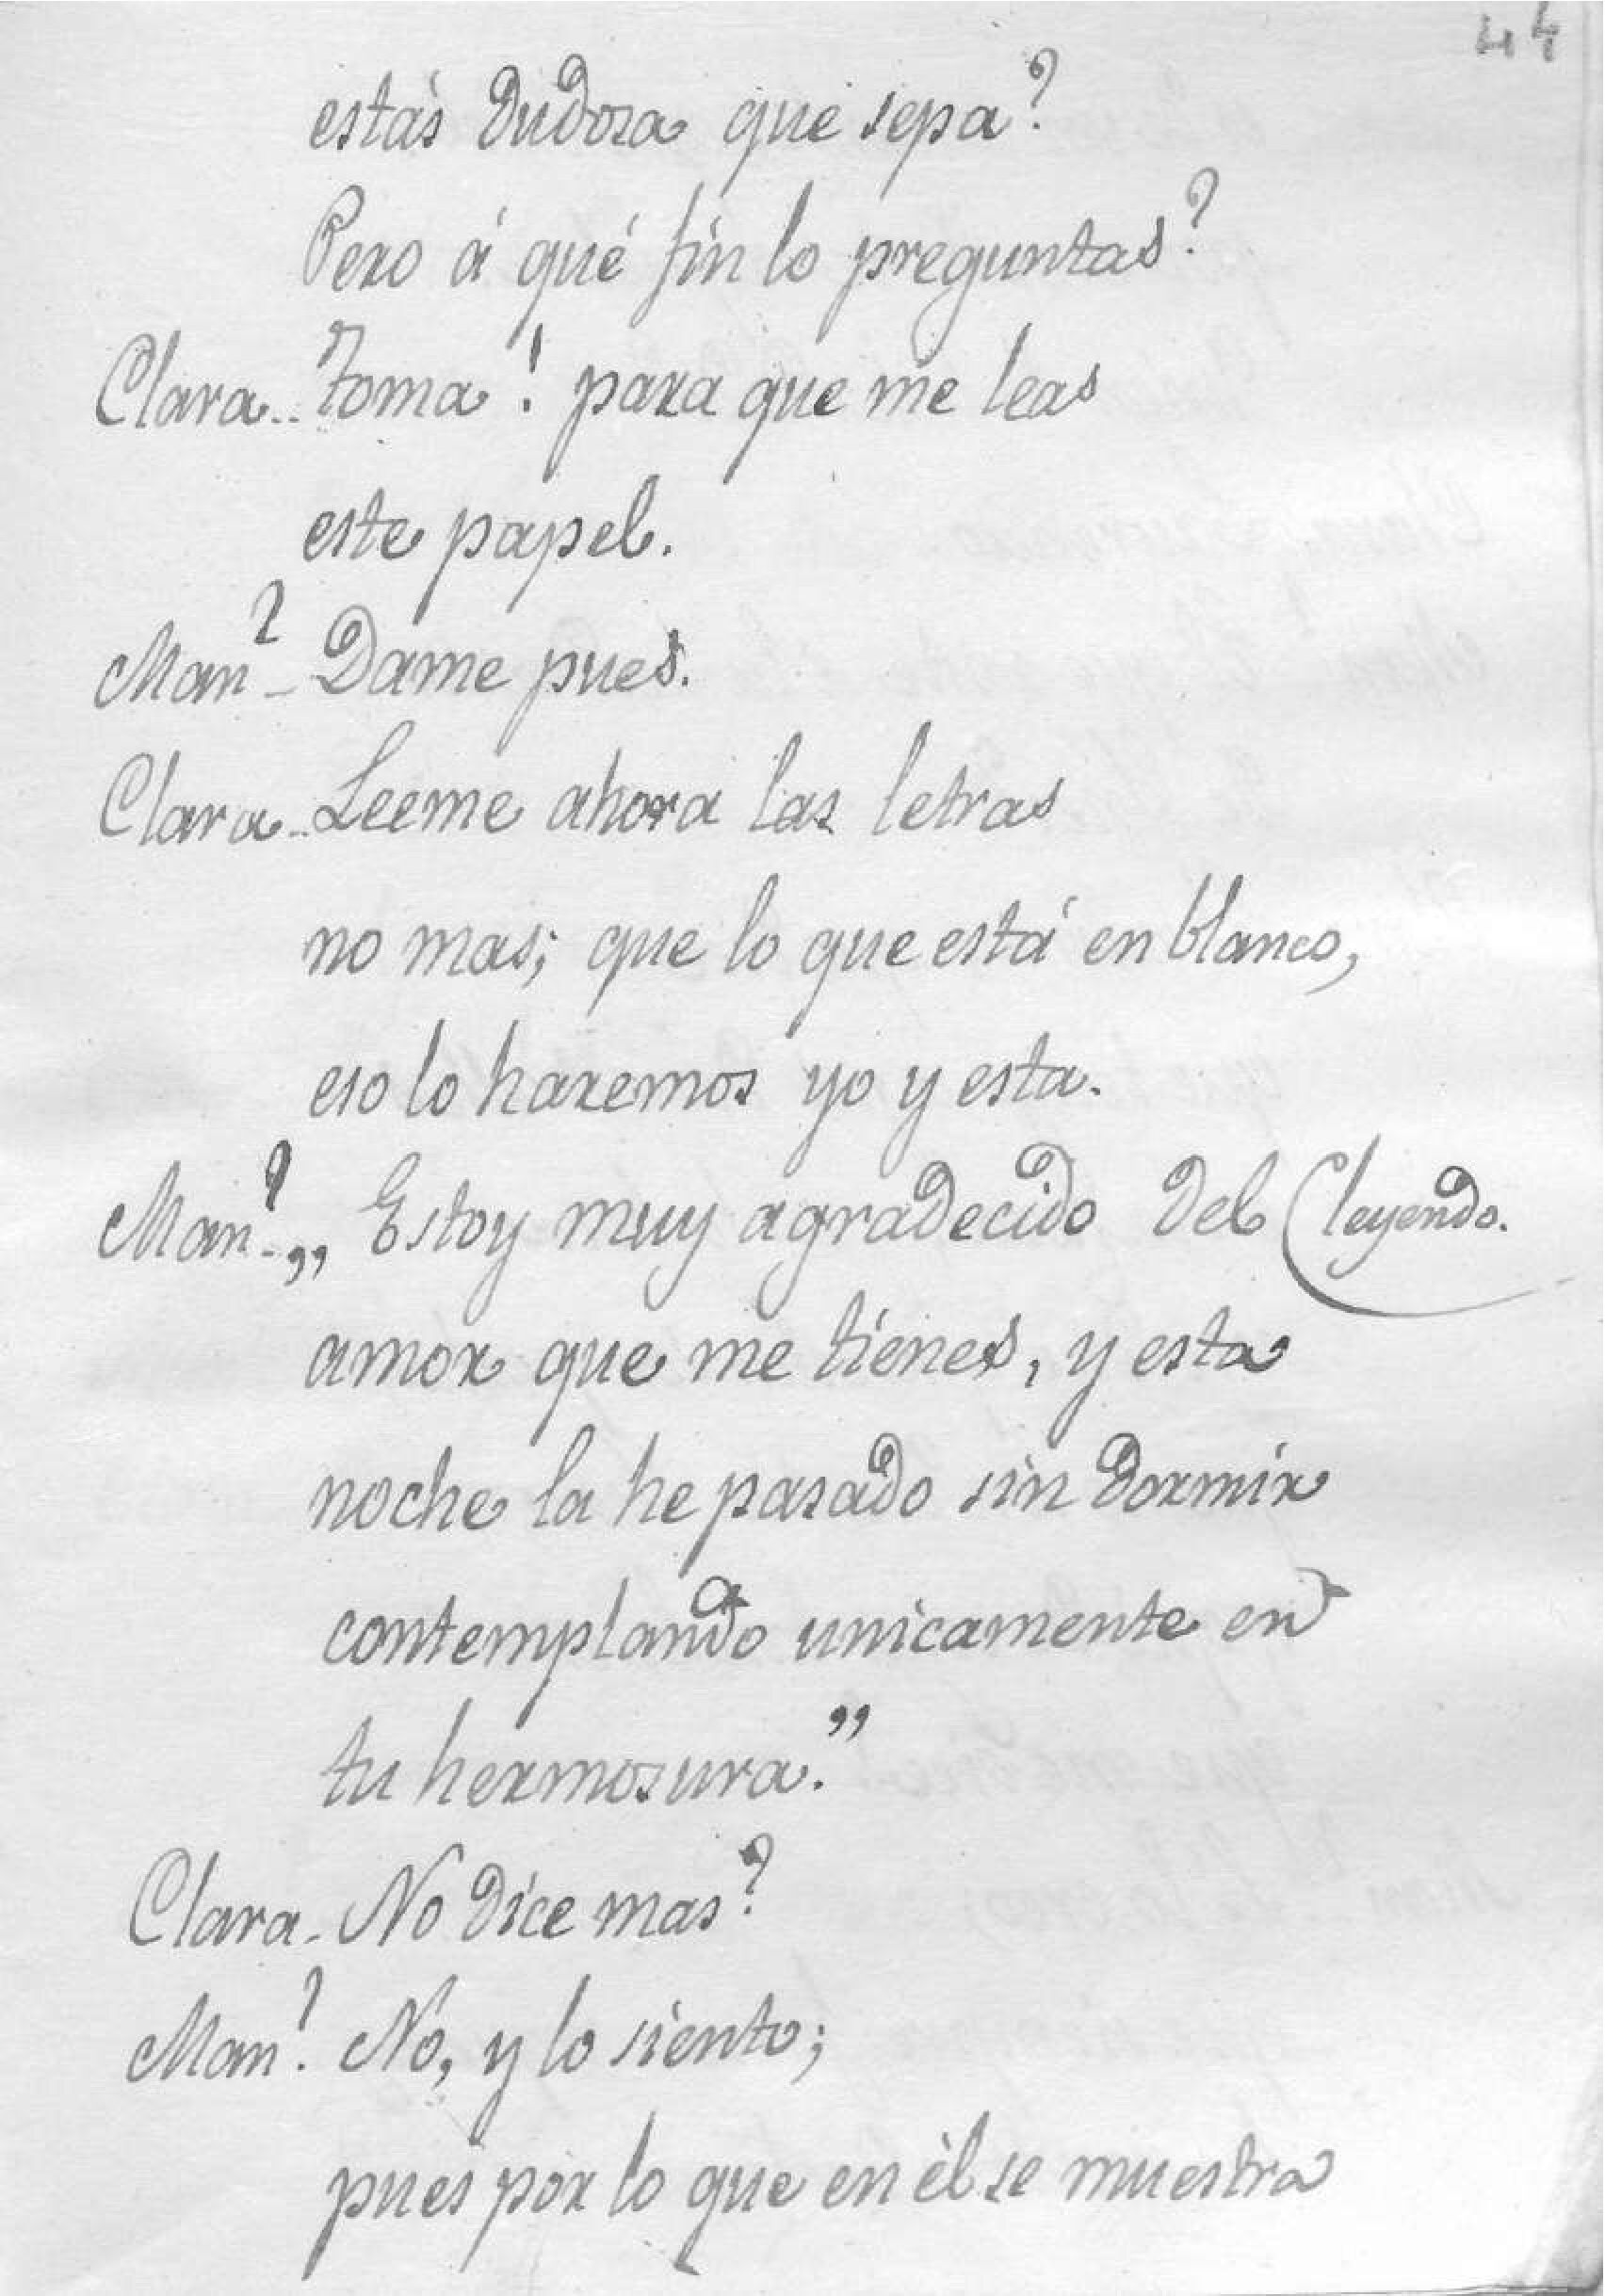 44
estás dudosa que sepa?
Pero á qué fin lo preguntas?
Clara.. Toma! para que me leas
este papel.
Man.l – Dame pues.
Clara.. Leeme ahora las letras
no mas; que lo que está en blanco,
eso lo haremos yo y esta.
Man.l „ Estoy muy agradecido del (leyendo.
amor que me tienes, y esta
noche la he pasado sin dormir
contemplando unicamente en
tu hermosura."
Clara. No dice mas?
Man.l No, y lo siento;
pues por lo que en él se muestra